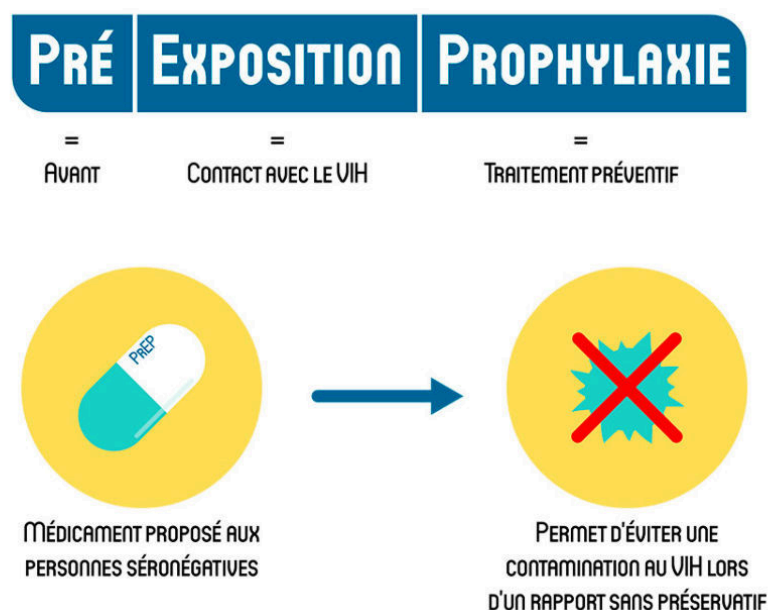 PRÉ EXPOSITION PROPHYLAXIE
= = =
AVANT CONTACT AVEC LE VIH TRAITEMENT PRÉVENTIF
PREP
MÉDICAMENT PROPOSÉ AUX
PERSONNES SÉRONÉGATIVES
PERMET D'ÉVITER UNE
CONTAMINATION AU VIH LORS
D'UN RAPPORT SANS PRÉSERVATIF